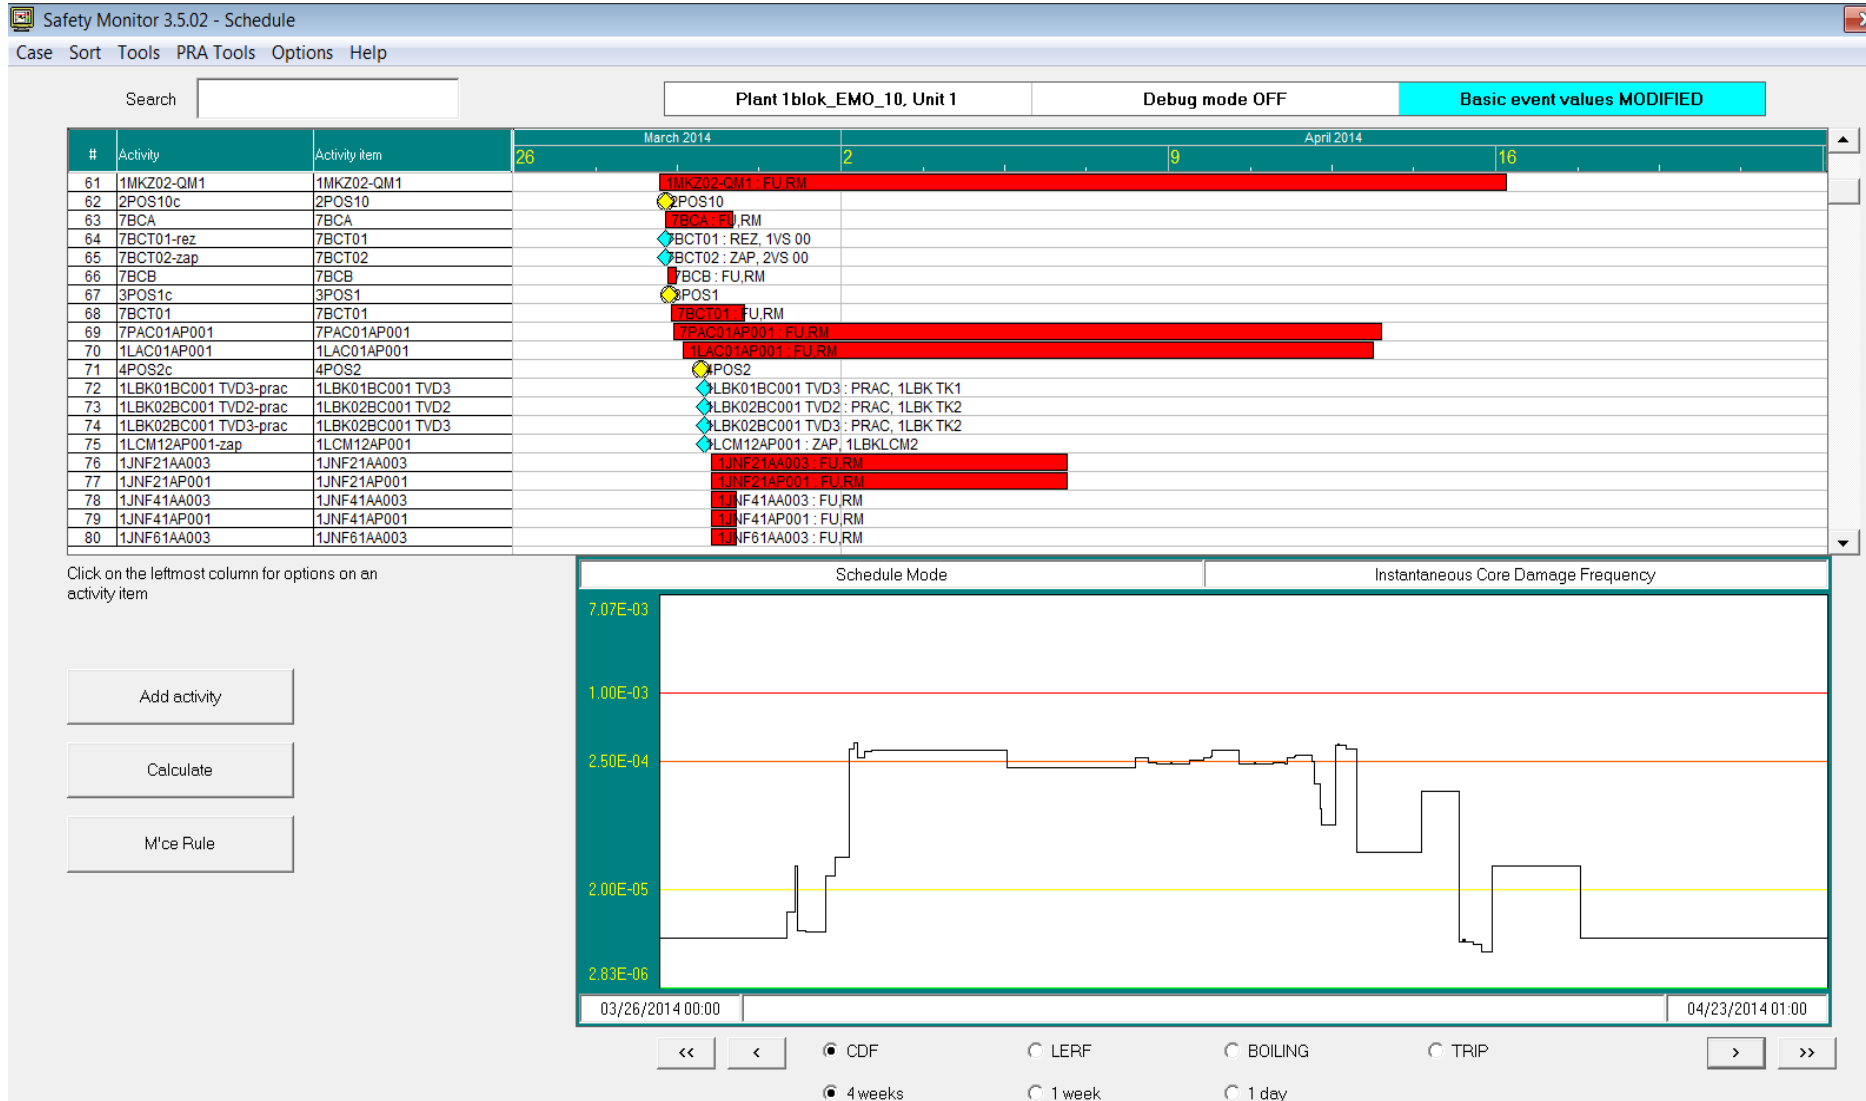 Safety Monitor 3.5.02 - Schedule
Case Sort Tools PRA Tools Options Help
Search
Plant 1blok_EMO_10, Unit 1 Debug mode OFF Basic event values MODIFIED
# Activity Activity item March 2014 April 2014
26 2 9 16
61 1MKZ02-QM1 1MKZ02-QM1 1MKZ02-QM1 : FU,RM
62 2POS10c 2POS10 2POS10
63 7BCA 7BCA 7BCA : FU,RM
64 7BCT01-rez 7BCT01 7BCT01 : REZ, 1VS 00
65 7BCT02-zap 7BCT02 7BCT02 : ZAP, 2VS 00
66 7BCB 7BCB 7BCB : FU,RM
67 3POS1c 3POS1 3POS1
68 7BCT01 7BCT01 7BCT01 : FU,RM
69 7PAC01AP001 7PAC01AP001 7PAC01AP001 : FU,RM
70 1LAC01AP001 1LAC01AP001 1LAC01AP001 : FU,RM
71 4POS2c 4POS2 4POS2
72 1LBK01BC001 TVD3-prac 1LBK01BC001 TVD3 1LBK01BC001 TVD3 : PRAC, 1LBK TK1
73 1LBK02BC001 TVD2-prac 1LBK02BC001 TVD2 1LBK02BC001 TVD2 : PRAC, 1LBK TK2
74 1LBK02BC001 TVD3-prac 1LBK02BC001 TVD3 1LBK02BC001 TVD3 : PRAC, 1LBK TK2
75 1LCM12AP001-zap 1LCM12AP001 1LCM12AP001 : ZAP, 1LBKLCM2
76 1JNF21AA003 1JNF21AA003 1JNF21AA003 : FU,RM
77 1JNF21AP001 1JNF21AP001 1JNF21AP001 : FU,RM
78 1JNF41AA003 1JNF41AA003 1JNF41AA003 : FU,RM
79 1JNF41AP001 1JNF41AP001 1JNF41AP001 : FU,RM
80 1JNF61AA003 1JNF61AA003 1JNF61AA003 : FU,RM
Click on the leftmost column for options on an
activity item
Add activity
Calculate
M'ce Rule
Schedule Mode Instantaneous Core Damage Frequency
7.07E-03
1.00E-03
2.50E-04
2.00E-05
2.83E-06
03/26/2014 00:00 04/23/2014 01:00
<< < CDF LERF BOILING TRIP > >>
4 weeks 1 week 1 day